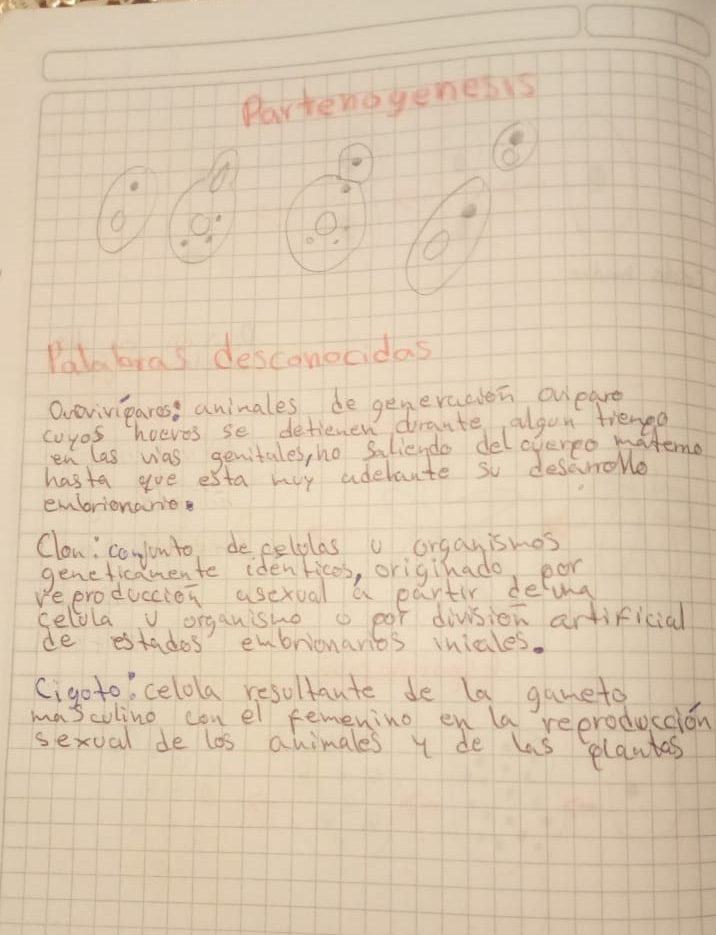 Partenogenesis
Palabras desconocidas
Ovovivíparos: animales de generación oviparo
cuyos hoevos se detienen durante algun tiempo
en las vias genitales, no saliendo del cuerpo materno
hasta que esta muy adelante su desarrollo
embrionario.
Clon: conjunto de celulas u organismos
geneticamente identicos, originado por
reproducción asexual a partir de una
celula u organismo o por división artificial
de estados embrionarios iniciales.
Cigoto: celula resultante de la gameto
masculino con el femenino en la reproducción
sexual de los animales y de las plantas